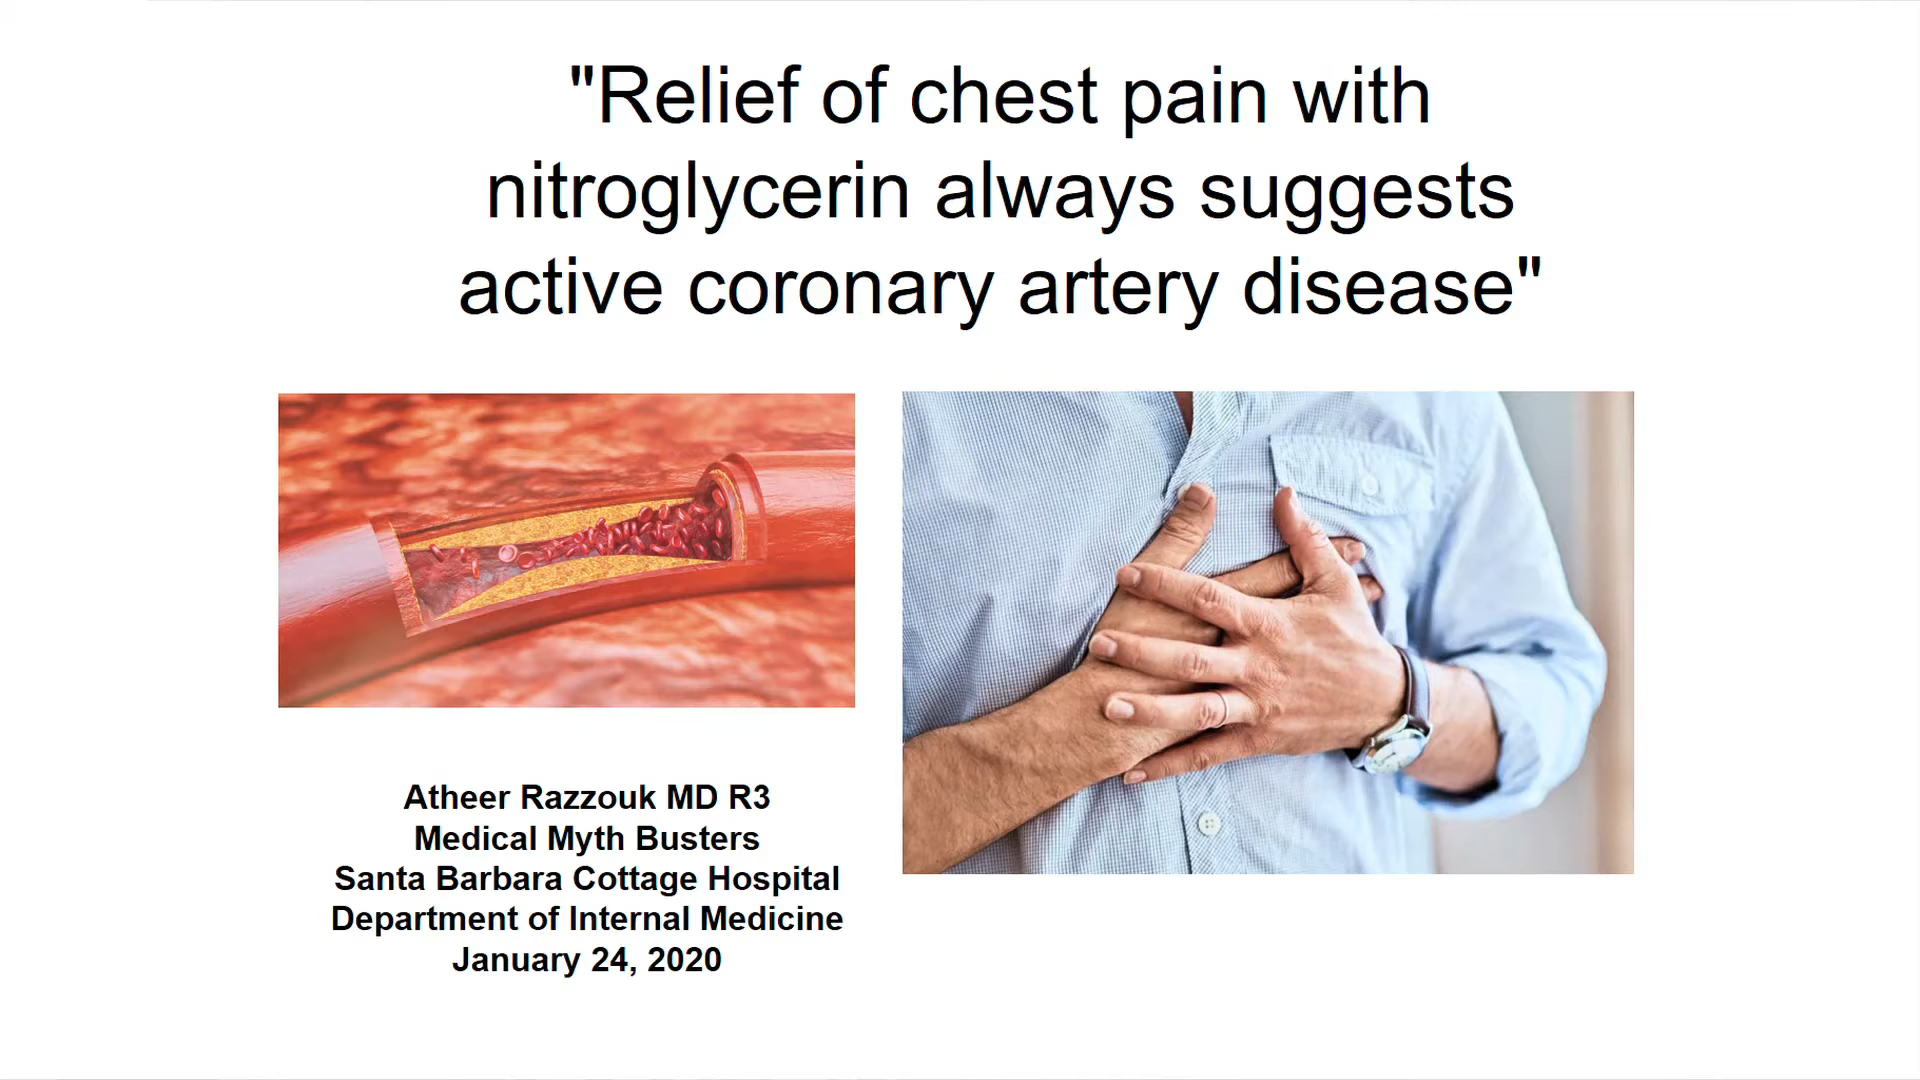 "Relief of chest pain with
nitroglycerin always suggests
active coronary artery disease"
Atheer Razzouk MD R3
Medical Myth Busters
Santa Barbara Cottage Hospital
Department of Internal Medicine
January 24, 2020